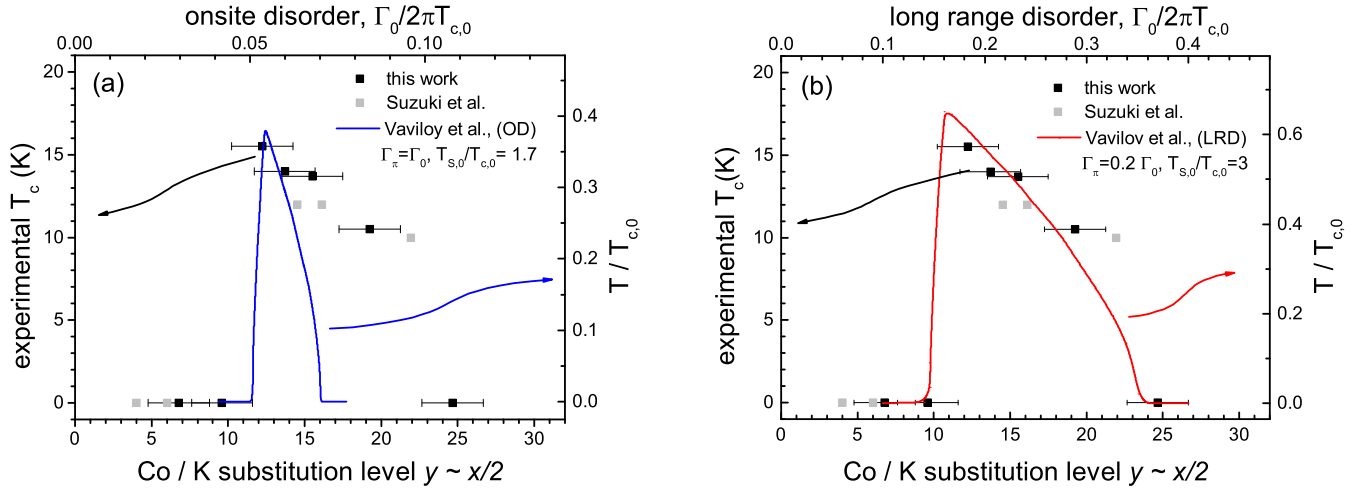 onsite disorder, Γ0/2πTc,0
0.00 0.05 0.10
(a)
this work
Suzuki et al.
Vaviloy et al., (OD)
Γπ=Γ0, TS,0/Tc,0= 1.7
experimental Tc (K)
20
15
10
5
0
0.4
0.3
0.2
0.1
0.0
T / Tc,0
0 5 10 15 20 25 30
Co / K substitution level y ~ x/2
long range disorder, Γ0/2πTc,0
0.0 0.1 0.2 0.3 0.4
(b)
this work
Suzuki et al.
Vavilov et al., (LRD)
Γπ=0.2 Γ0, TS,0/Tc,0=3
experimental Tc (K)
20
15
10
5
0
0.6
0.4
0.2
0.0
T / Tc,0
0 5 10 15 20 25 30
Co / K substitution level y ~ x/2